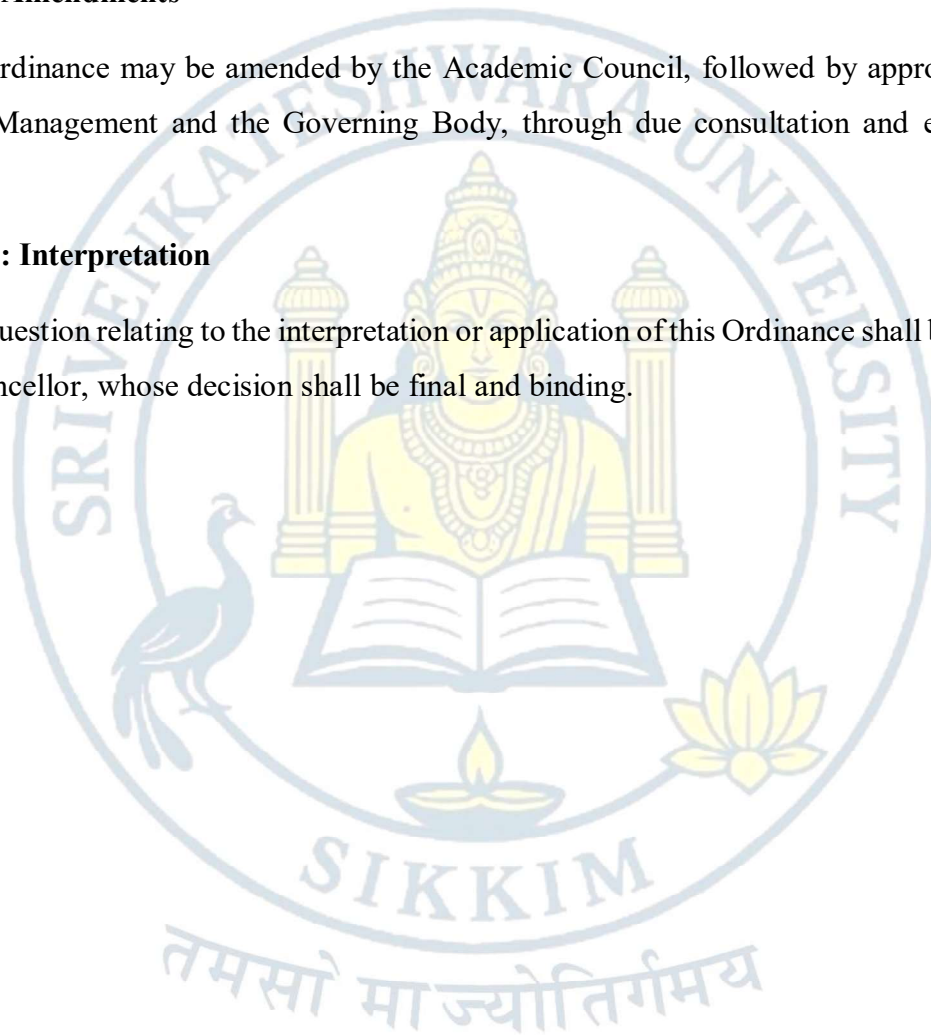 Amendments
rdinance may be amended by the Academic Council, followed by appro
Management and the Governing Body, through due consultation and e
: Interpretation
uestion relating to the interpretation or application of this Ordinance shall b
ncellor, whose decision shall be final and binding.
SRIVENKATESHWARA UNIVERSITY
SIKKIM
तमसो मा ज्योतिर्गमय